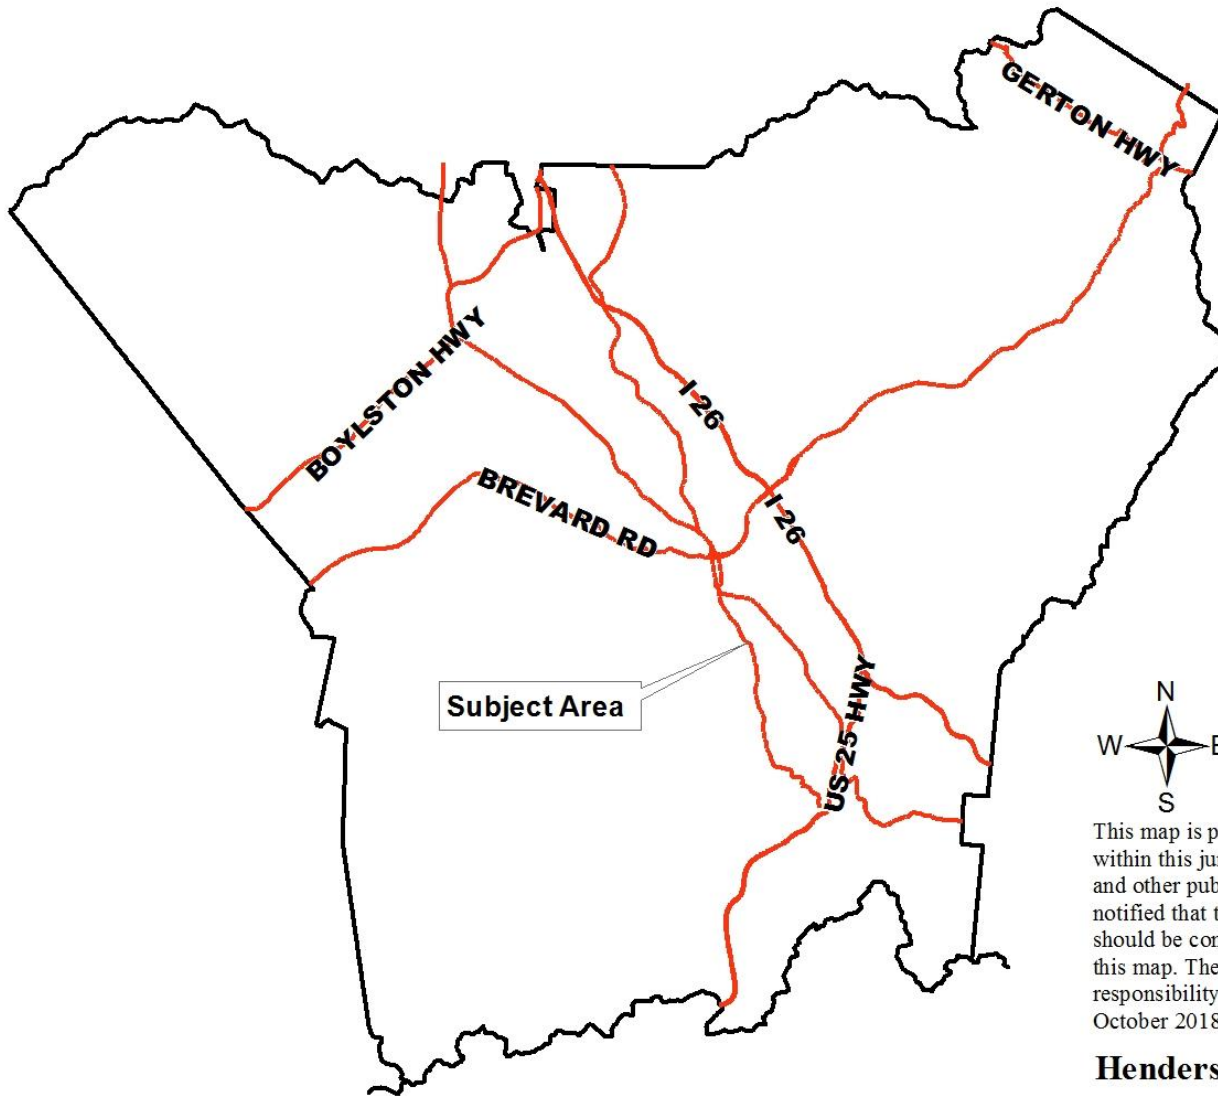 GERTON HWY
BOYLSTON HWY
I 26
BREVARD RD
I 26
Subject Area
US 25 HWY
N
W
S
This map is p
within this ju
and other pub
notified that t
should be con
this map. The
responsibility
October 2018
Henders